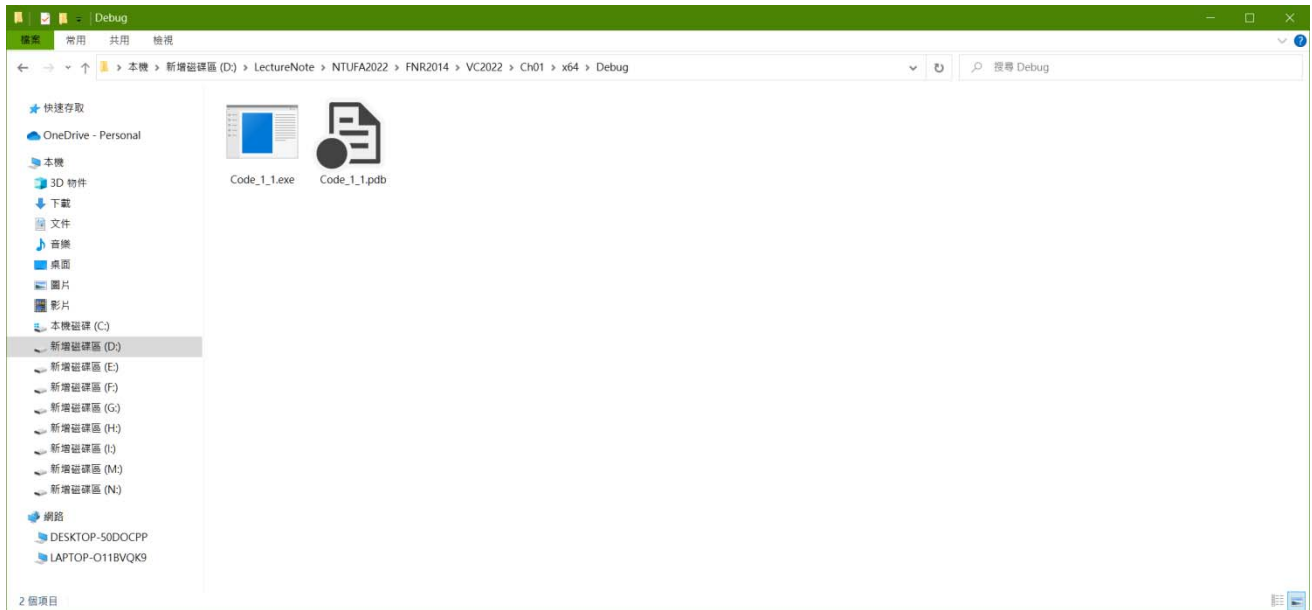 Debug
檔案 常用 共用 檢視
本機 > 新增磁碟區 (D:) > LectureNote > NTUFA2022 > FNR2014 > VC2022 > Ch01 > x64 > Debug
搜尋 Debug
快速存取
OneDrive - Personal
本機
3D 物件
下載
文件
音樂
桌面
圖片
影片
本機磁碟 (C:)
新增磁碟區 (D:)
新增磁碟區 (E:)
新增磁碟區 (F:)
新增磁碟區 (G:)
新增磁碟區 (H:)
新增磁碟區 (I:)
新增磁碟區 (M:)
新增磁碟區 (N:)
網路
DESKTOP-50DOCPP
LAPTOP-O11BVQK9
Code_1_1.exe Code_1_1.pdb
2 個項目